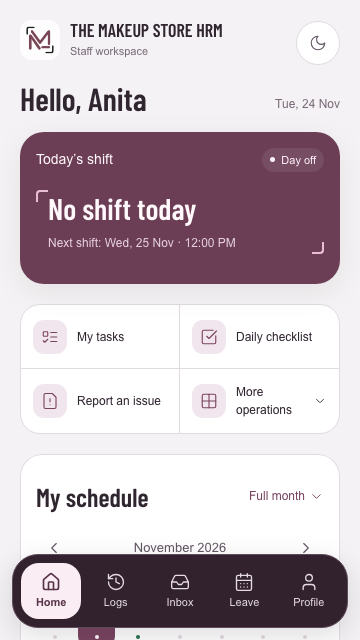 THE MAKEUP STORE HRM
Staff workspace
Hello, Anita
Tue, 24 Nov
Today's shift
Day off
No shift today
Next shift: Wed, 25 Nov · 12:00 PM
My tasks
Daily checklist
Report an issue
More
operations
My schedule
Full month
November 2026
Home
Logs
Inbox
Leave
Profile